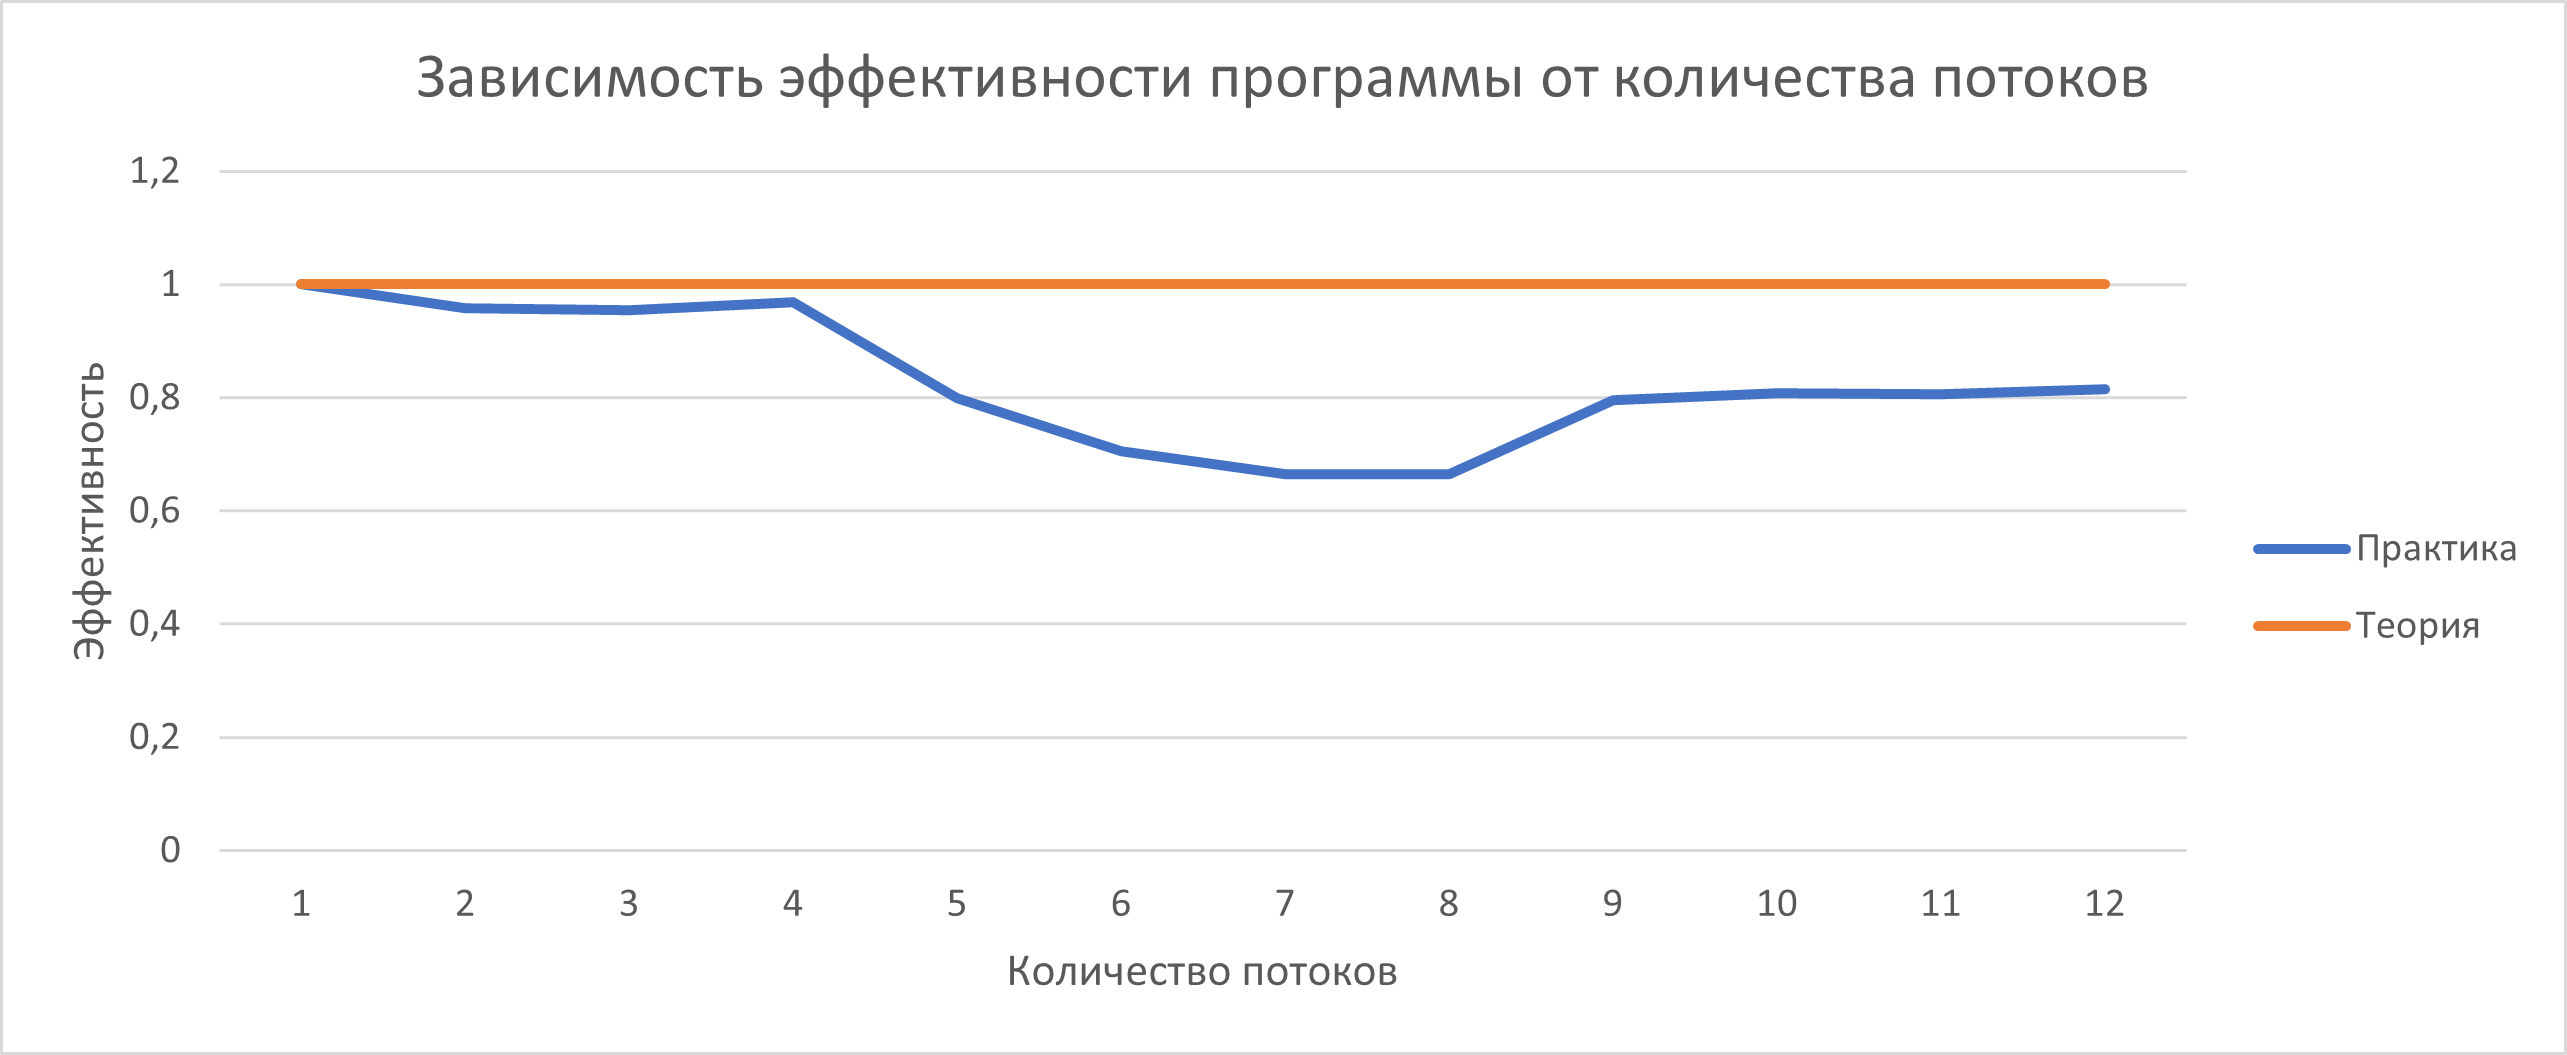 Зависимость эффективности программы от количества потоков
1,2
1
0,8
0,6
0,4
0,2
0
Эффективность
1 2 3 4 5 6 7 8 9 10 11 12
Количество потоков
Практика
Теория